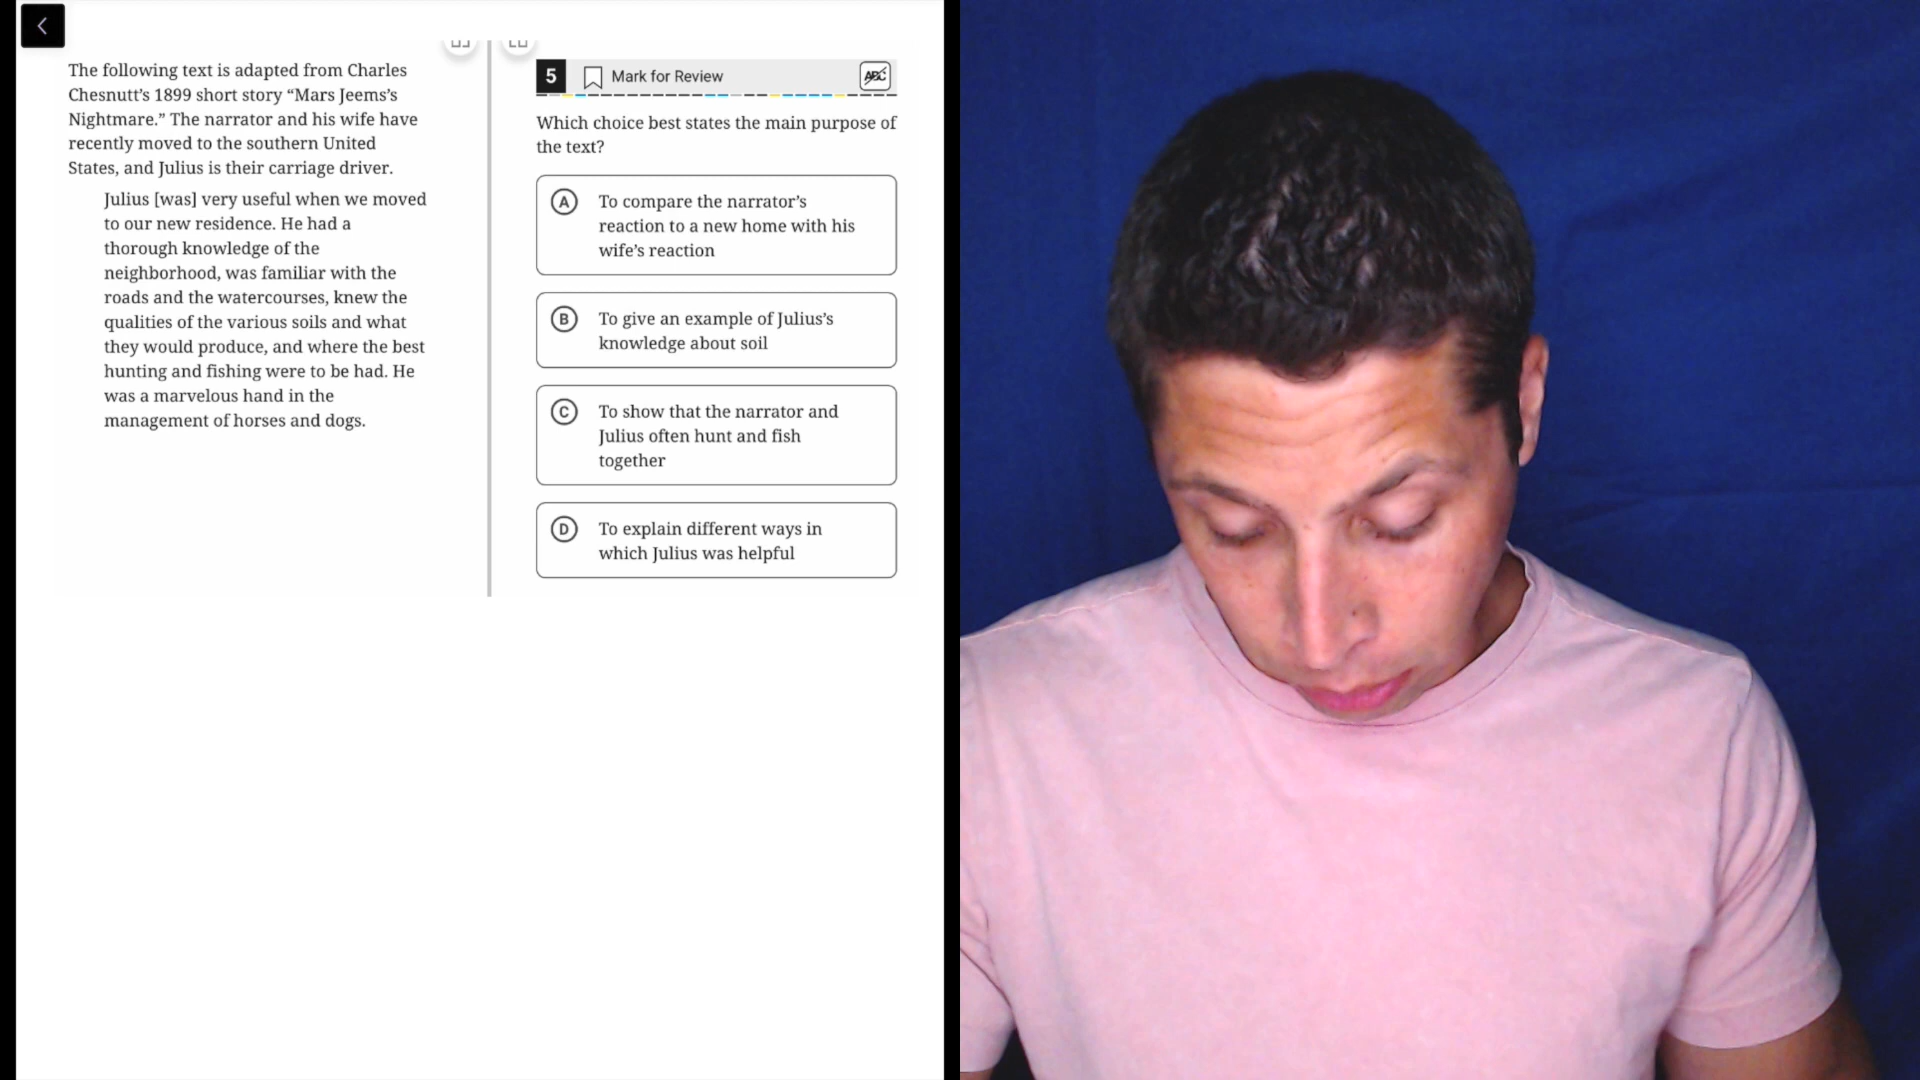 The following text is adapted from Charles
Chesnutt’s 1899 short story “Mars Jeems’s
Nightmare.” The narrator and his wife have
recently moved to the southern United
States, and Julius is their carriage driver.
Julius [was] very useful when we moved
to our new residence. He had a
thorough knowledge of the
neighborhood, was familiar with the
roads and the watercourses, knew the
qualities of the various soils and what
they would produce, and where the best
hunting and fishing were to be had. He
was a marvelous hand in the
management of horses and dogs.
5 Mark for Review ABC
Which choice best states the main purpose of
the text?
A To compare the narrator’s
reaction to a new home with his
wife’s reaction
B To give an example of Julius’s
knowledge about soil
C To show that the narrator and
Julius often hunt and fish
together
D To explain different ways in
which Julius was helpful